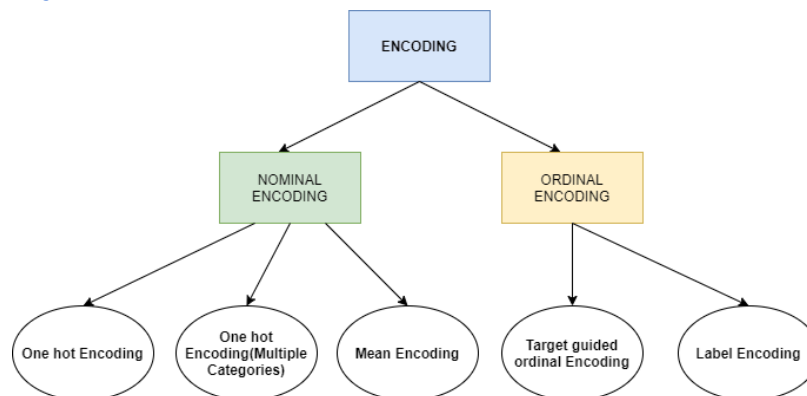 ENCODING
NOMINAL
ENCODING
ORDINAL
ENCODING
One hot Encoding
One hot
Encoding(Multiple
Categories)
Mean Encoding
Target guided
ordinal Encoding
Label Encoding